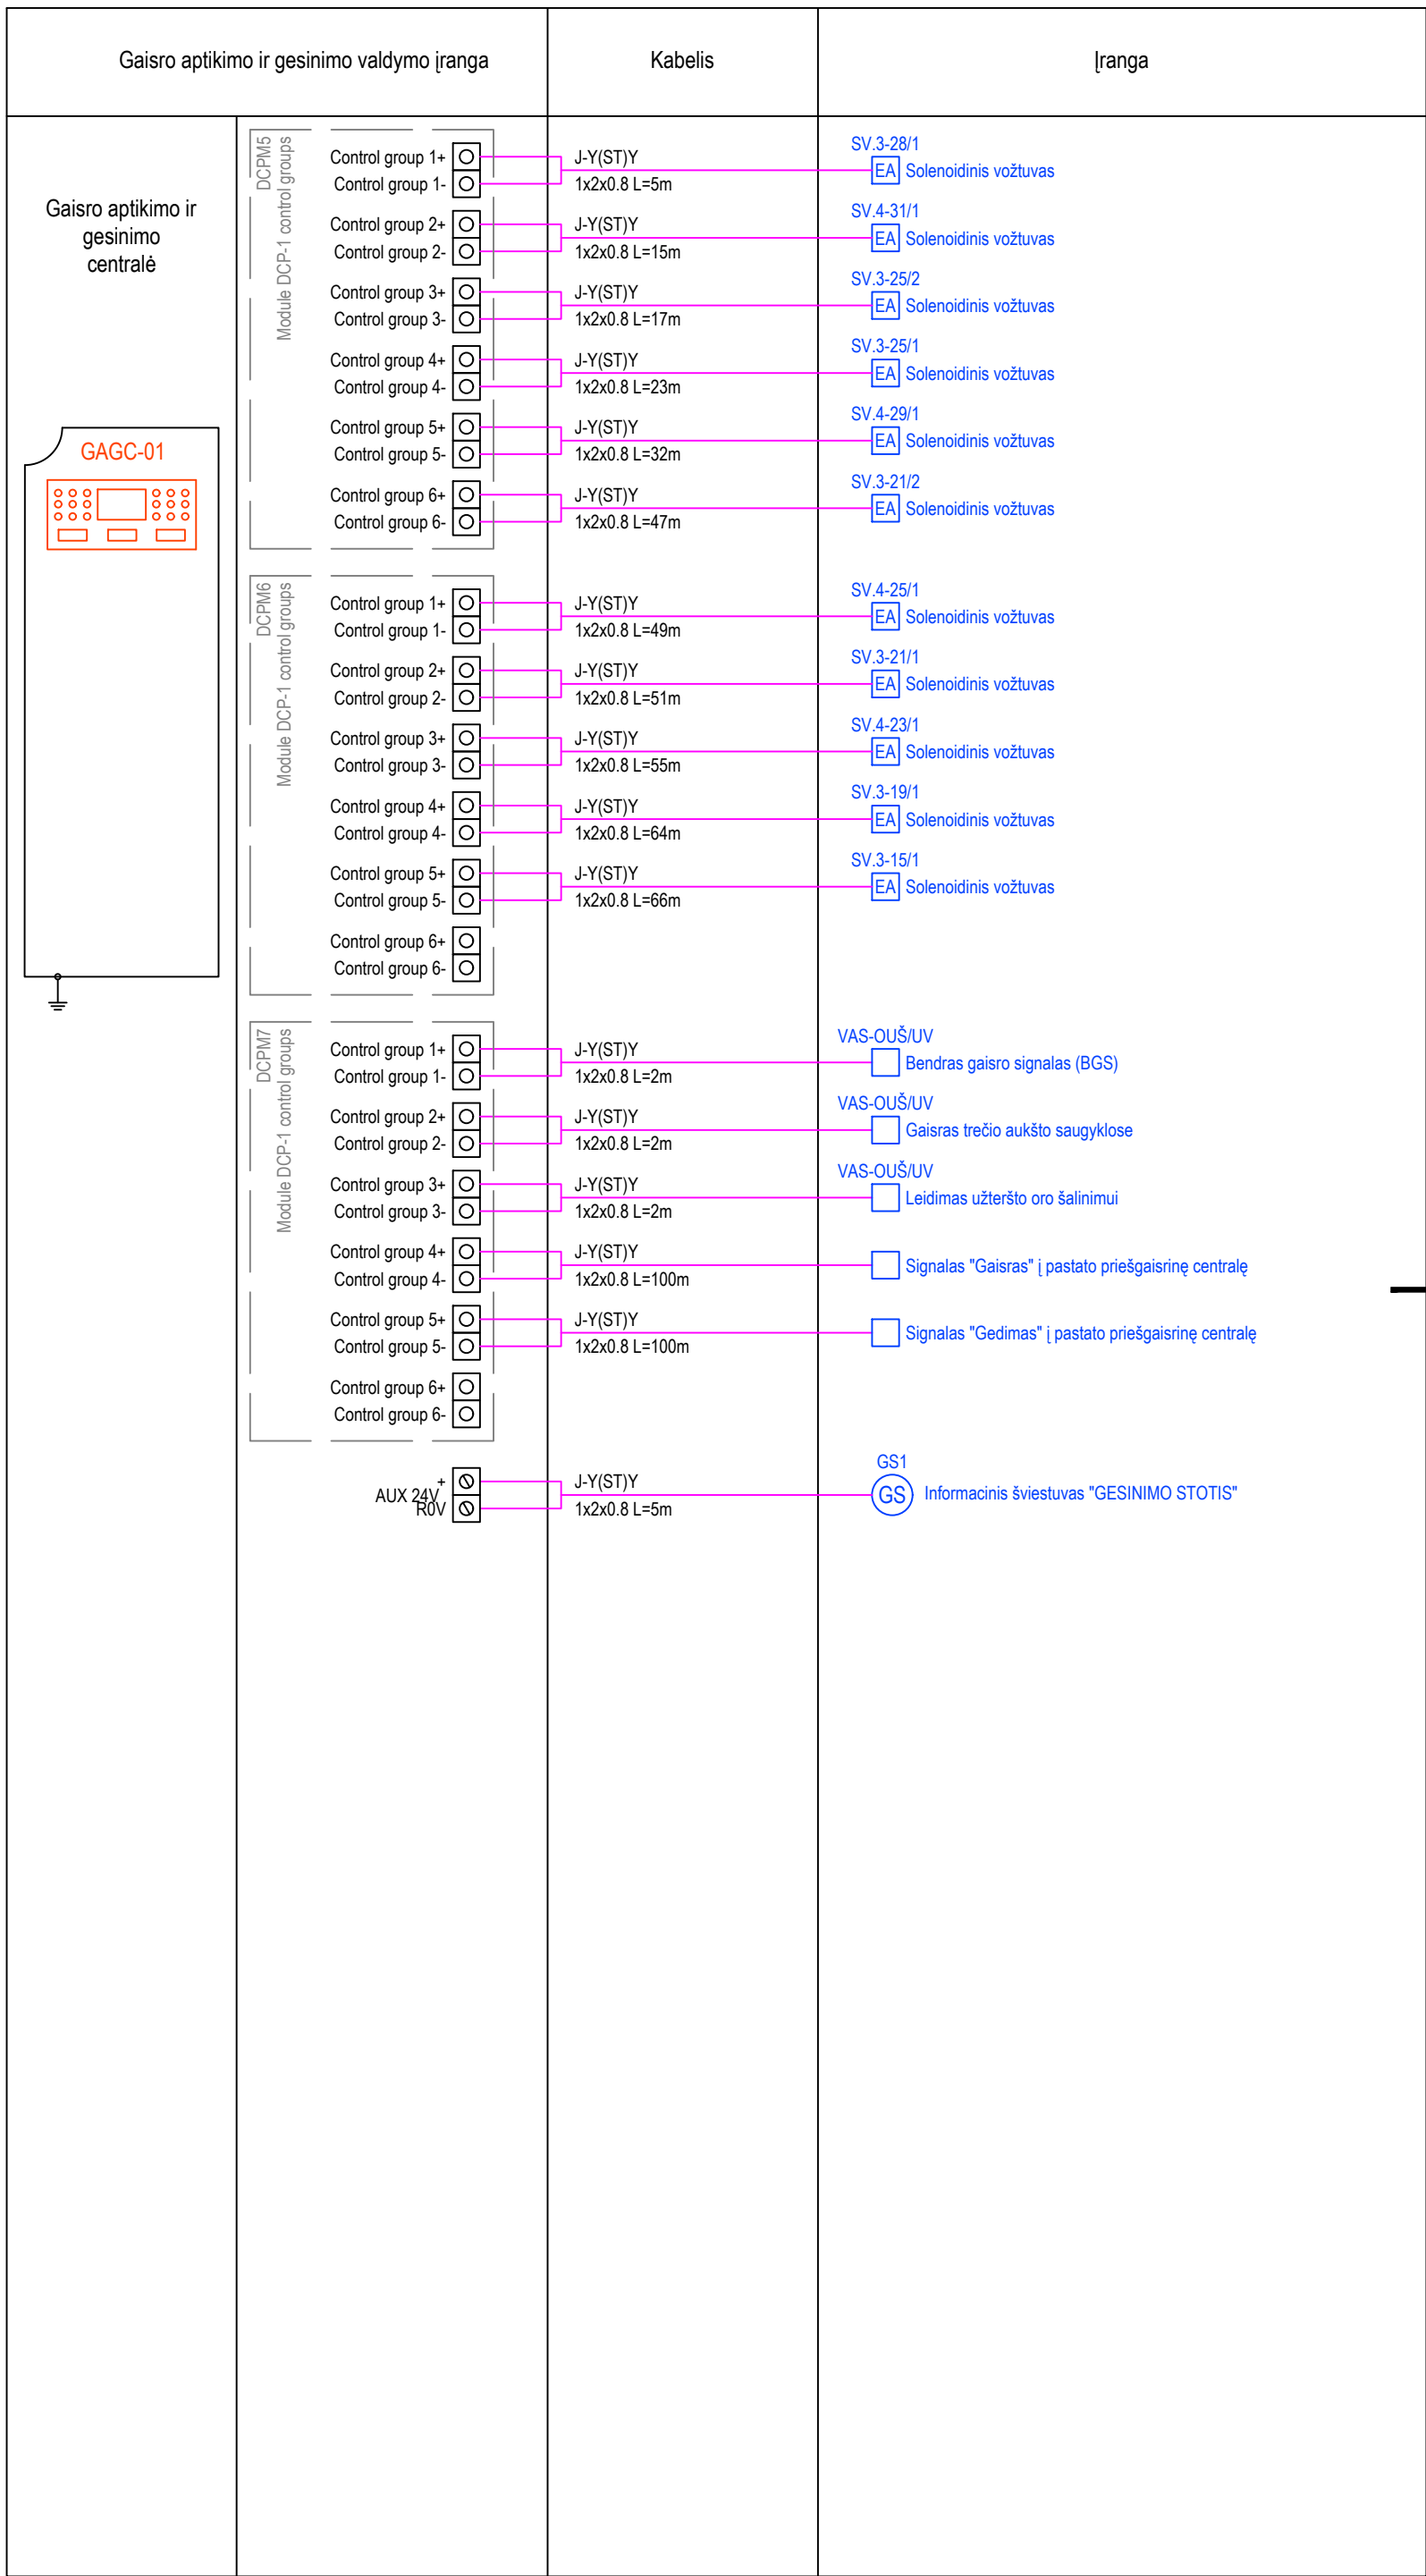 Gaisro aptikimo ir gesinimo valdymo įranga
Kabelis
Įranga
Gaisro aptikimo ir
gesinimo
centralė
GAGC-01
DCPM5
Module DCP-1 control groups
Control group 1+
J-Y(ST)Y
SV.3-28/1
Control group 1-
1x2x0.8 L=5m
EA Solenoidinis vožtuvas
Control group 2+
J-Y(ST)Y
SV.4-31/1
Control group 2-
1x2x0.8 L=15m
EA Solenoidinis vožtuvas
Control group 3+
J-Y(ST)Y
SV.3-25/2
Control group 3-
1x2x0.8 L=17m
EA Solenoidinis vožtuvas
Control group 4+
J-Y(ST)Y
SV.3-25/1
Control group 4-
1x2x0.8 L=23m
EA Solenoidinis vožtuvas
Control group 5+
J-Y(ST)Y
SV.4-29/1
Control group 5-
1x2x0.8 L=32m
EA Solenoidinis vožtuvas
Control group 6+
J-Y(ST)Y
SV.3-21/2
Control group 6-
1x2x0.8 L=47m
EA Solenoidinis vožtuvas
DCPM6
Module DCP-1 control groups
Control group 1+
J-Y(ST)Y
SV.4-25/1
Control group 1-
1x2x0.8 L=49m
EA Solenoidinis vožtuvas
Control group 2+
J-Y(ST)Y
SV.3-21/1
Control group 2-
1x2x0.8 L=51m
EA Solenoidinis vožtuvas
Control group 3+
J-Y(ST)Y
SV.4-23/1
Control group 3-
1x2x0.8 L=55m
EA Solenoidinis vožtuvas
Control group 4+
J-Y(ST)Y
SV.3-19/1
Control group 4-
1x2x0.8 L=64m
EA Solenoidinis vožtuvas
Control group 5+
J-Y(ST)Y
SV.3-15/1
Control group 5-
1x2x0.8 L=66m
EA Solenoidinis vožtuvas
Control group 6+
Control group 6-
DCPM7
Module DCP-1 control groups
Control group 1+
J-Y(ST)Y
VAS-OUŠ/UV
Control group 1-
1x2x0.8 L=2m
Bendras gaisro signalas (BGS)
Control group 2+
J-Y(ST)Y
VAS-OUŠ/UV
Control group 2-
1x2x0.8 L=2m
Gaisras trečio aukšto saugyklose
Control group 3+
J-Y(ST)Y
VAS-OUŠ/UV
Control group 3-
1x2x0.8 L=2m
Leidimas užteršto oro šalinimui
Control group 4+
J-Y(ST)Y
Control group 4-
1x2x0.8 L=100m
Signalas "Gaisras" į pastato priešgaisrinę centralę
Control group 5+
J-Y(ST)Y
Control group 5-
1x2x0.8 L=100m
Signalas "Gedimas" į pastato priešgaisrinę centralę
Control group 6+
Control group 6-
+
AUX 24V
R0V
J-Y(ST)Y
1x2x0.8 L=5m
GS1
GS Informacinis šviestuvas "GESINIMO STOTIS"